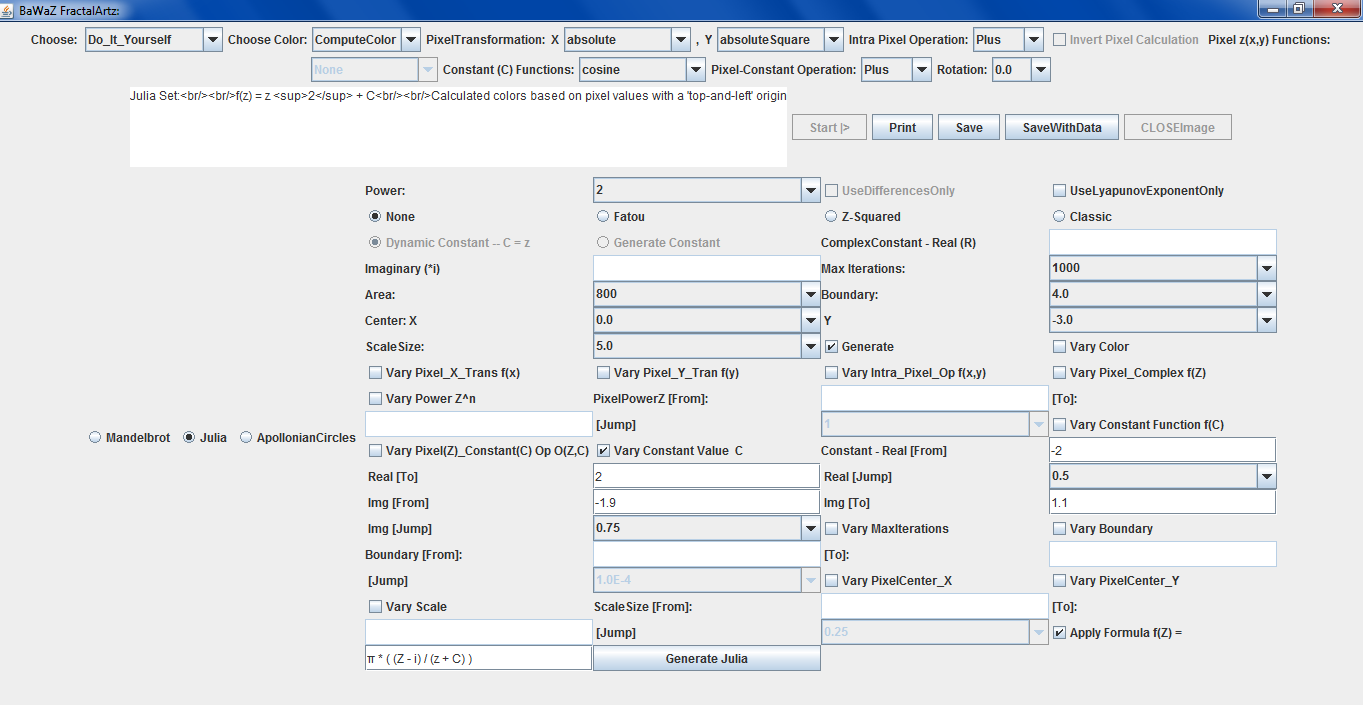 BaWaZ FractalArtz:
Choose: Do_It_Yourself Choose Color: ComputeColor PixelTransformation: X absolute , Y absoluteSquare Intra Pixel Operation: Plus Invert Pixel Calculation Pixel z(x,y) Functions:
None Constant (C) Functions: cosine Pixel-Constant Operation: Plus Rotation: 0.0
Julia Set:<br/><br/>f(z) = z <sup>2</sup> + C<br/><br/>Calculated colors based on pixel values with a 'top-and-left' origin
Start |> Print Save SaveWithData CLOSEImage
Power: 2 UseDifferencesOnly UseLyapunovExponentOnly
None Fatou Z-Squared Classic
Dynamic Constant -- C = z Generate Constant ComplexConstant - Real (R)
Imaginary (*i) Max Iterations: 1000
Area: 800 Boundary: 4.0
Center: X 0.0 Y -3.0
ScaleSize: 5.0 Generate Vary Color
Vary Pixel_X_Trans f(x) Vary Pixel_Y_Tran f(y) Vary Intra_Pixel_Op f(x,y) Vary Pixel_Complex f(Z)
Vary Power Z^n PixelPowerZ [From]: [To]:
[Jump] 1 Vary Constant Function f(C)
Mandelbrot Julia ApollonianCircles
Vary Pixel(Z)_Constant(C) Op O(Z,C) Vary Constant Value C Constant - Real [From] -2
Real [To] 2 Real [Jump] 0.5
Img [From] -1.9 Img [To] 1.1
Img [Jump] 0.75 Vary MaxIterations Vary Boundary
Boundary [From]: [To]:
[Jump] 1.0E-4 Vary PixelCenter_X Vary PixelCenter_Y
Vary Scale ScaleSize [From]: [To]:
[Jump] 0.25 Apply Formula f(Z) =
π * ( (Z - i) / (z + C) ) Generate Julia